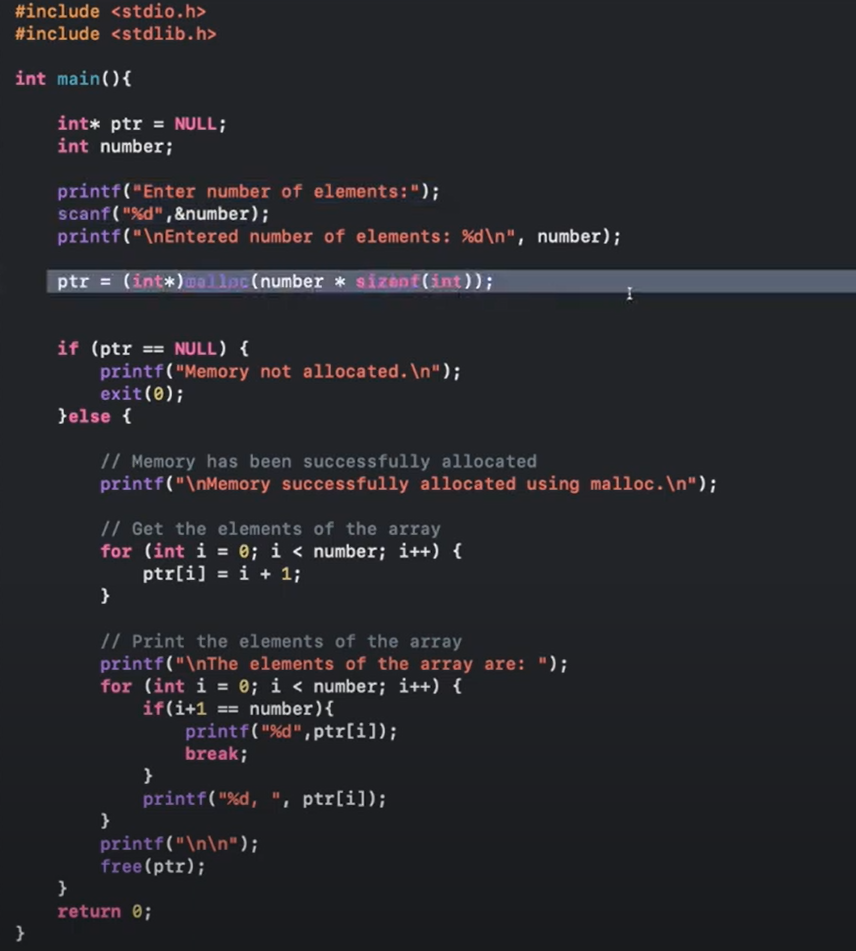 #include <stdio.h>
#include <stdlib.h>
int main(){
int* ptr = NULL;
int number;
printf("Enter number of elements:");
scanf("%d",&number);
printf("\nEntered number of elements: %d\n", number);
ptr = (int*)malloc(number * sizeof(int));
if (ptr == NULL) {
printf("Memory not allocated.\n");
exit(0);
}else {
// Memory has been successfully allocated
printf("\nMemory successfully allocated using malloc.\n");
// Get the elements of the array
for (int i = 0; i < number; i++) {
ptr[i] = i + 1;
}
// Print the elements of the array
printf("\nThe elements of the array are: ");
for (int i = 0; i < number; i++) {
if(i+1 == number){
printf("%d",ptr[i]);
break;
}
printf("%d, ", ptr[i]);
}
printf("\n\n");
free(ptr);
}
return 0;
}